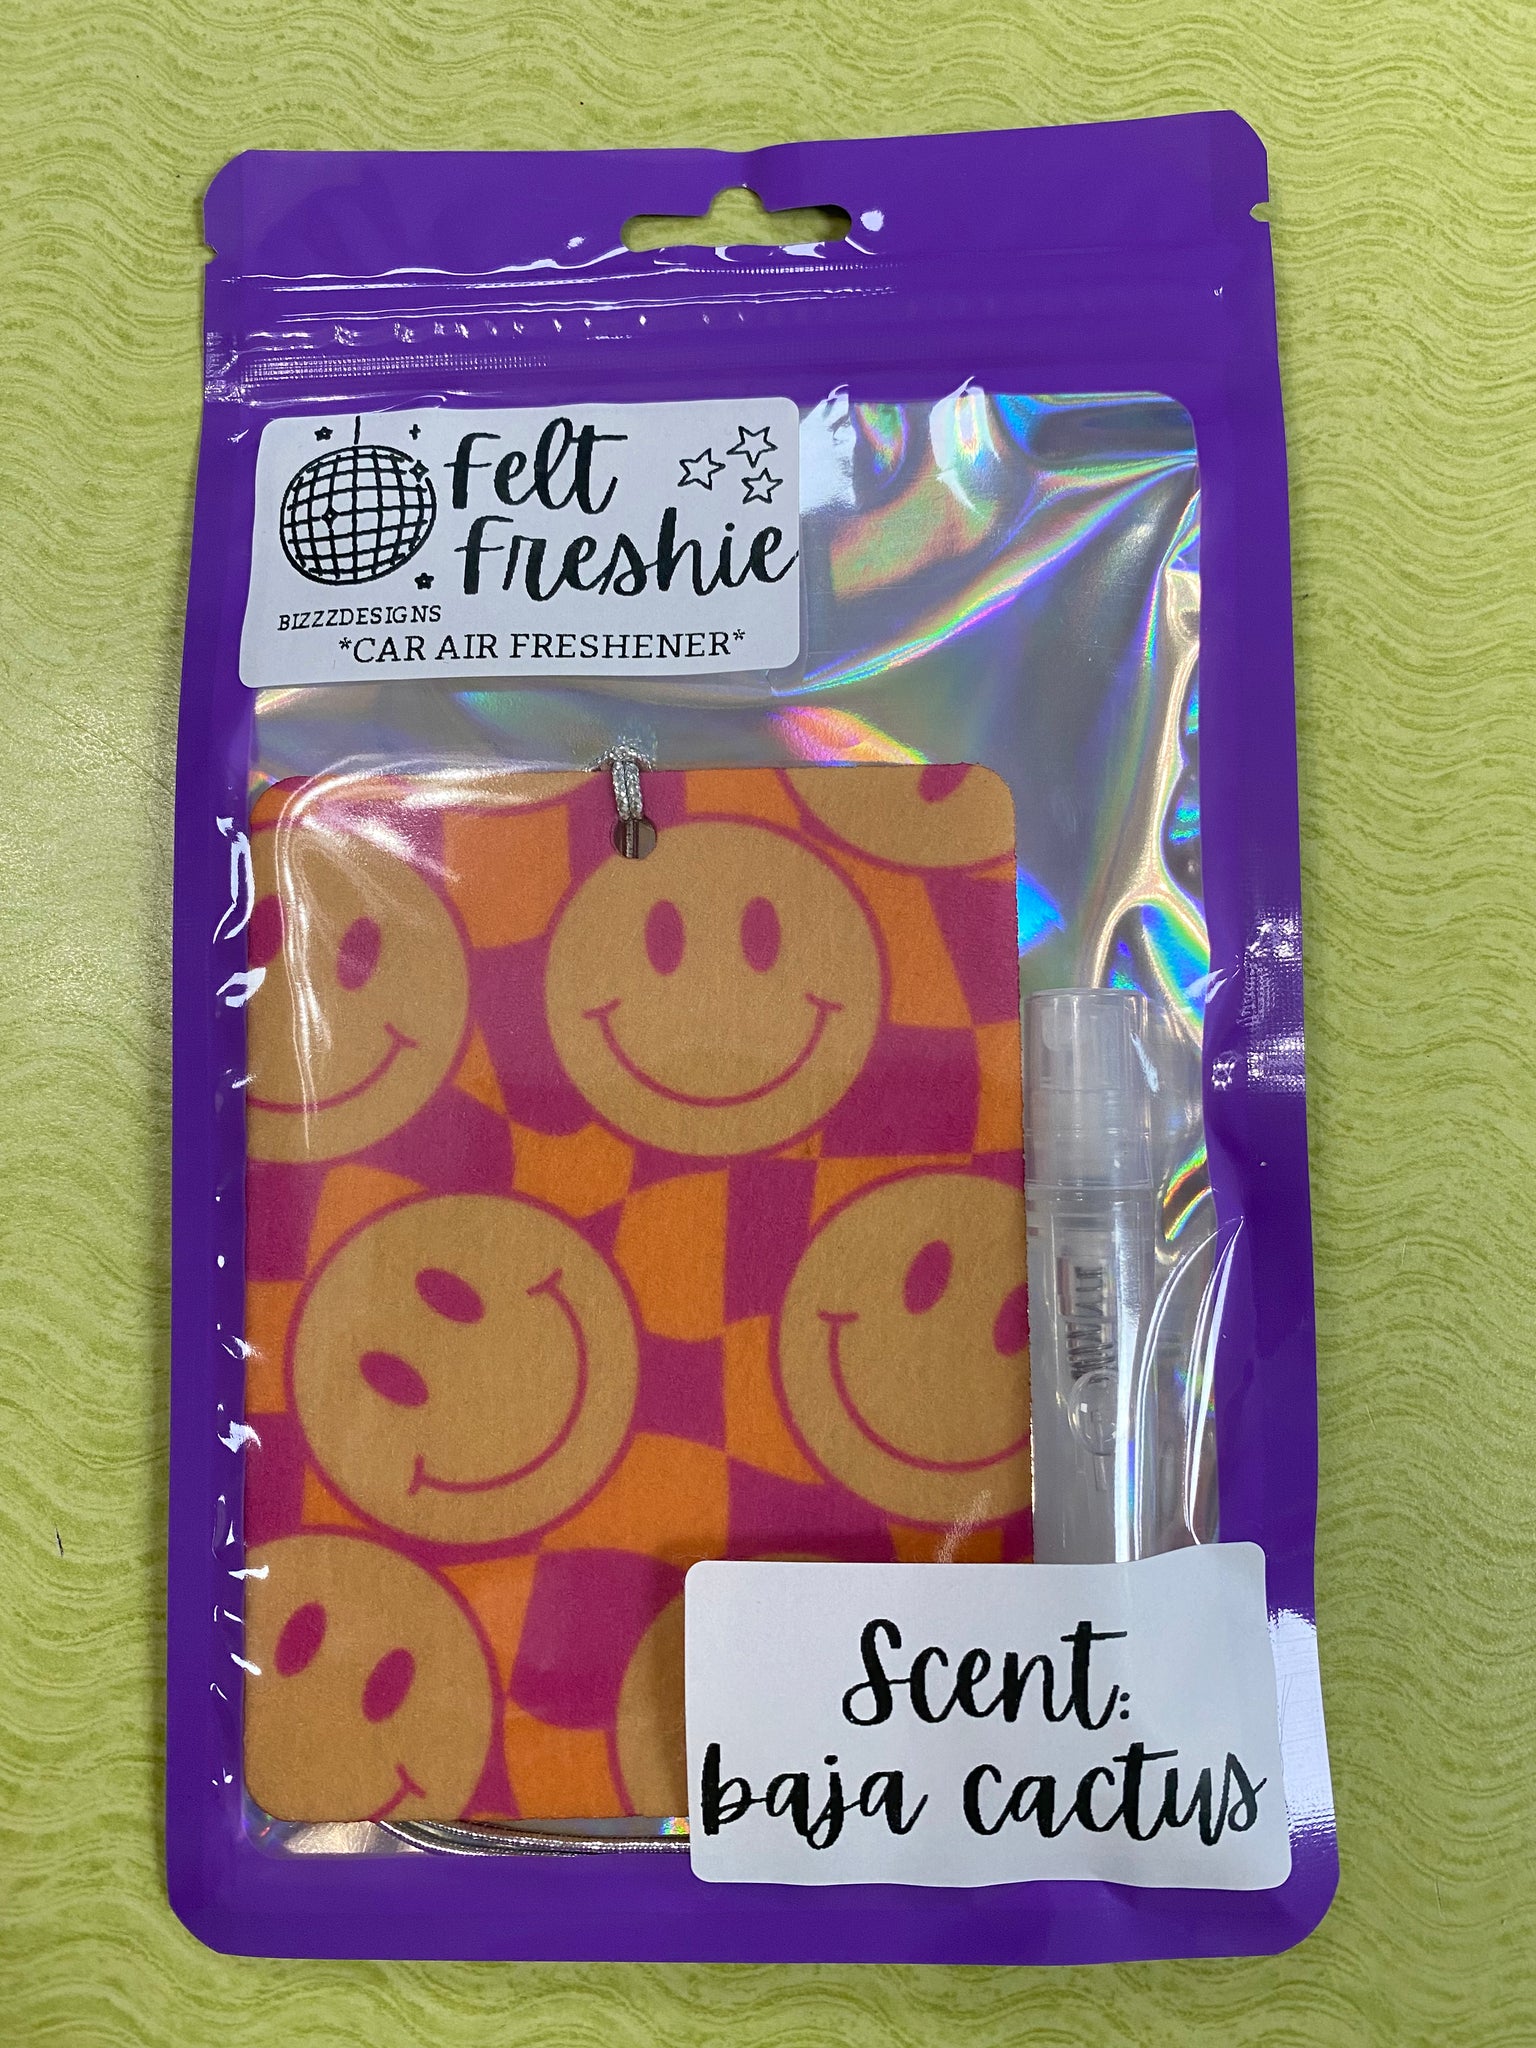 Felt
Freshie
BIZZZDESIGNS
*CAR AIR FRESHENER*
Scent:
baja cactus